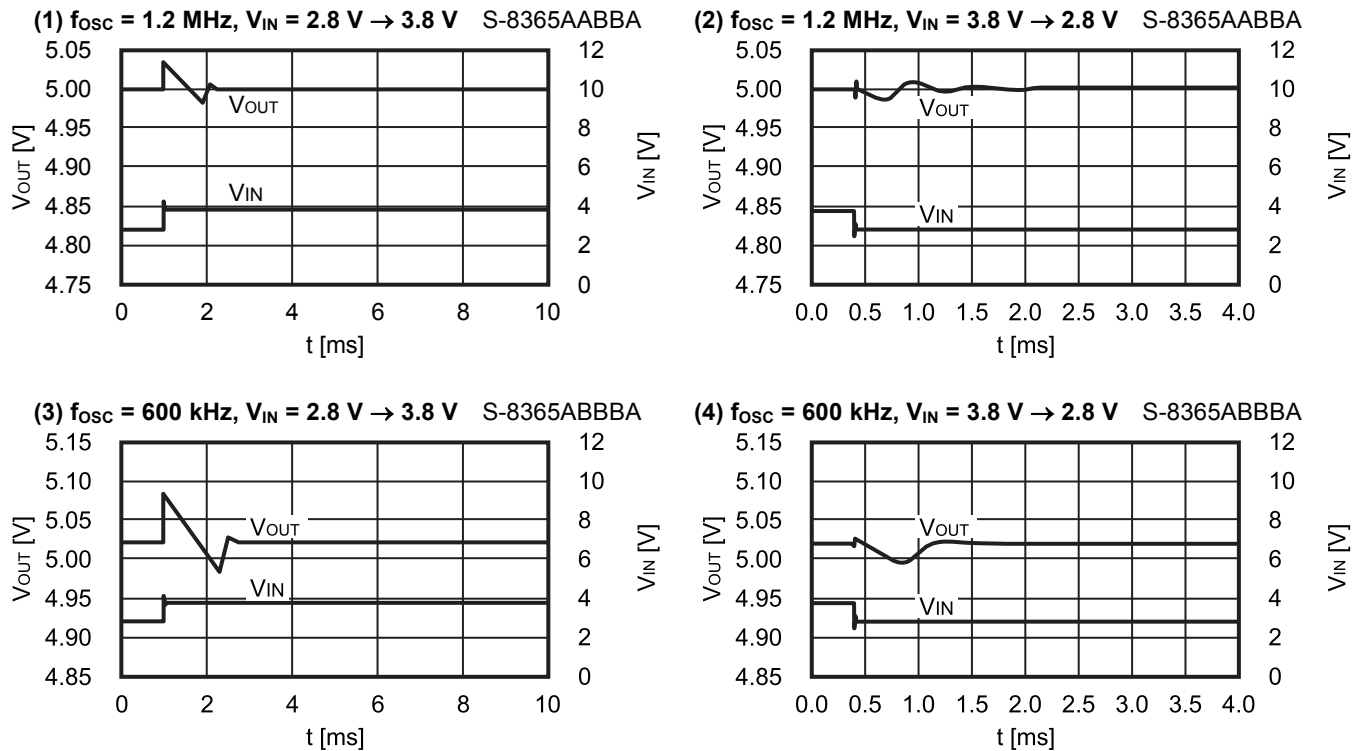 (1) fOSC = 1.2 MHz, VIN = 2.8 V → 3.8 V S-8365AABBA
5.05
5.00
4.95
4.90
4.85
4.80
4.75
VOUT [V]
12
10
8
6
4
2
0
VIN [V]
VOUT
VIN
0 2 4 6 8 10
t [ms]
(2) fOSC = 1.2 MHz, VIN = 3.8 V → 2.8 V S-8365AABBA
5.05
5.00
4.95
4.90
4.85
4.80
4.75
VOUT [V]
12
10
8
6
4
2
0
VIN [V]
VOUT
VIN
0.0 0.5 1.0 1.5 2.0 2.5 3.0 3.5 4.0
t [ms]
(3) fOSC = 600 kHz, VIN = 2.8 V → 3.8 V S-8365ABBBA
5.15
5.10
5.05
5.00
4.95
4.90
4.85
VOUT [V]
12
10
8
6
4
2
0
VIN [V]
VOUT
VIN
0 2 4 6 8 10
t [ms]
(4) fOSC = 600 kHz, VIN = 3.8 V → 2.8 V S-8365ABBBA
5.15
5.10
5.05
5.00
4.95
4.90
4.85
VOUT [V]
12
10
8
6
4
2
0
VIN [V]
VOUT
VIN
0.0 0.5 1.0 1.5 2.0 2.5 3.0 3.5 4.0
t [ms]